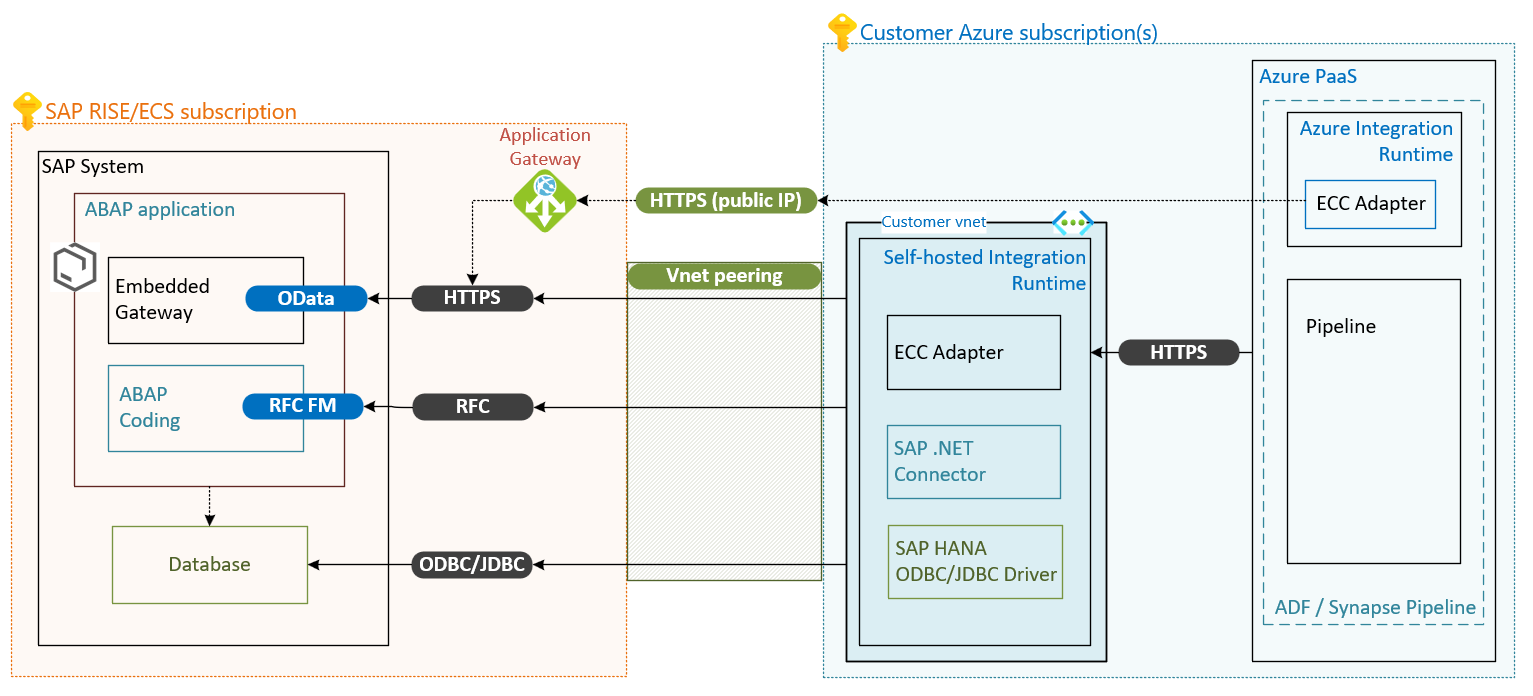 Customer Azure subscription(s)
Azure PaaS
SAP RISE/ECS subscription
Application
Gateway
Azure Integration
Runtime
SAP System
ABAP application
HTTPS (public IP)
ECC Adapter
Customer vnet
Self-hosted Integration
Runtime
Vnet peering
Embedded
Gateway
OData
HTTPS
Pipeline
ECC Adapter
HTTPS
ABAP
Coding
RFC FM
RFC
SAP .NET
Connector
Database
ODBC/JDBC
SAP HANA
ODBC/JDBC Driver
ADF / Synapse Pipeline